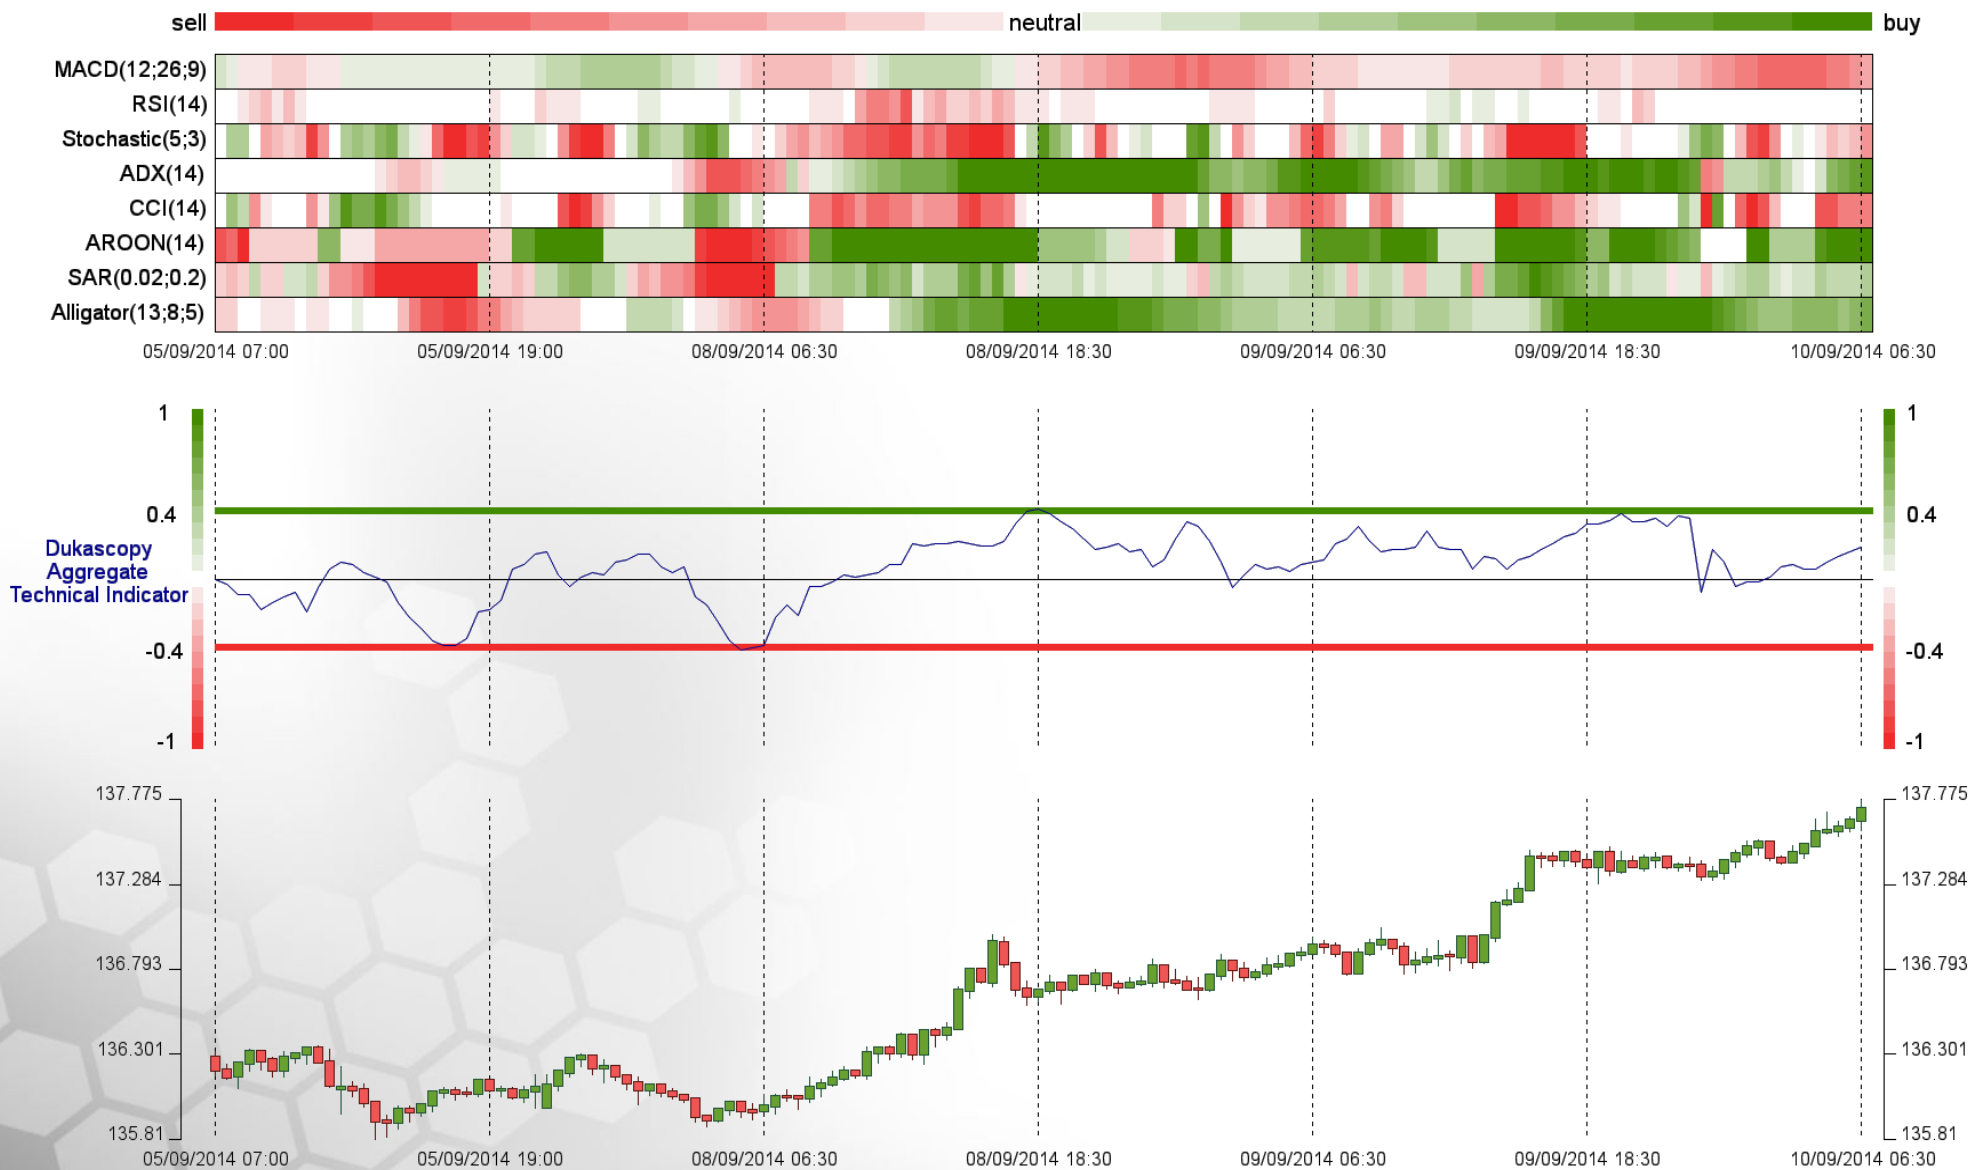 sell neutral buy
MACD(12;26;9)
RSI(14)
Stochastic(5;3)
ADX(14)
CCI(14)
AROON(14)
SAR(0.02;0.2)
Alligator(13;8;5)
05/09/2014 07:00 05/09/2014 19:00 08/09/2014 06:30 08/09/2014 18:30 09/09/2014 06:30 09/09/2014 18:30 10/09/2014 06:30
1 1
0.4 0.4
Dukascopy
Aggregate
Technical Indicator
-0.4 -0.4
-1 -1
137.775 137.775
137.284 137.284
136.793 136.793
136.301 136.301
135.81 135.81
05/09/2014 07:00 05/09/2014 19:00 08/09/2014 06:30 08/09/2014 18:30 09/09/2014 06:30 09/09/2014 18:30 10/09/2014 06:30